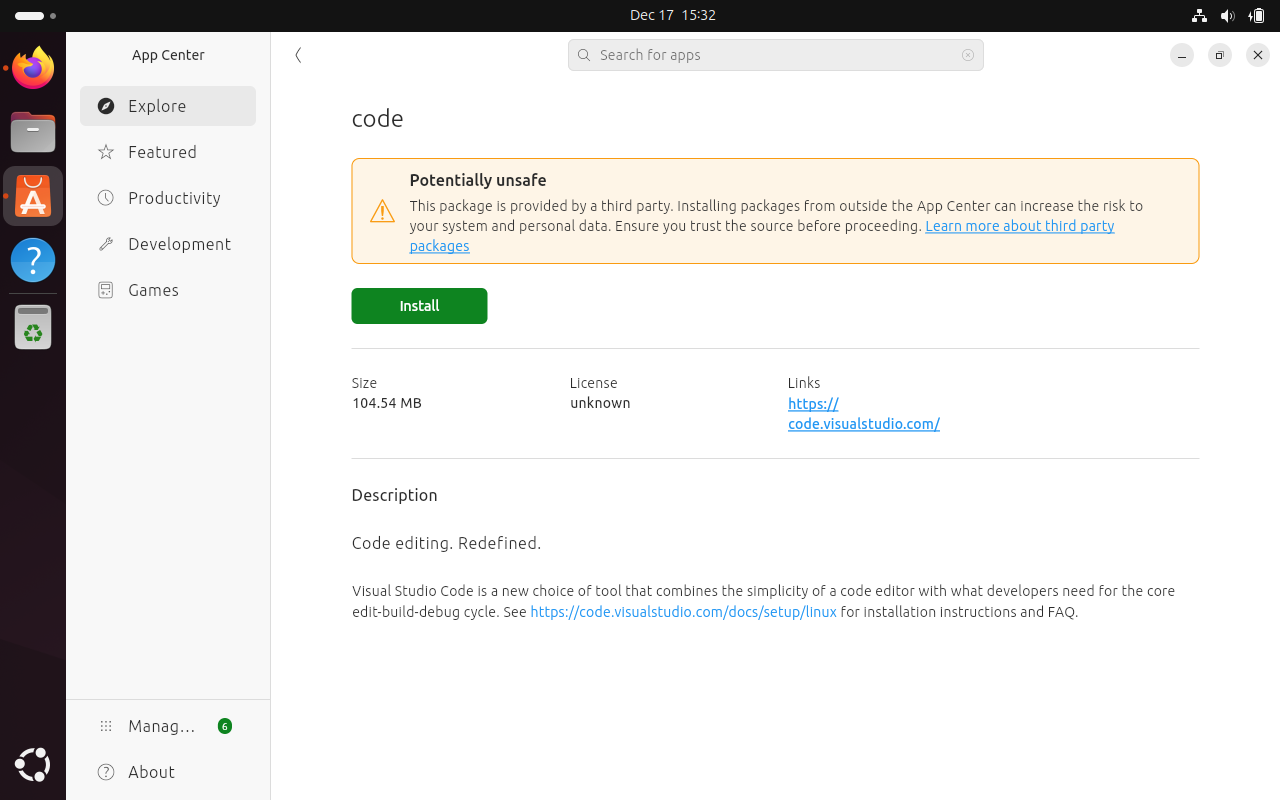 Dec 17 15:32
App Center
Search for apps
Explore
Featured
Productivity
Development
Games
Manag...
6
About
code
Potentially unsafe
This package is provided by a third party. Installing packages from outside the App Center can increase the risk to
your system and personal data. Ensure you trust the source before proceeding. Learn more about third party
packages
Install
Size
104.54 MB
License
unknown
Links
https://
code.visualstudio.com/
Description
Code editing. Redefined.
Visual Studio Code is a new choice of tool that combines the simplicity of a code editor with what developers need for the core
edit-build-debug cycle. See https://code.visualstudio.com/docs/setup/linux for installation instructions and FAQ.